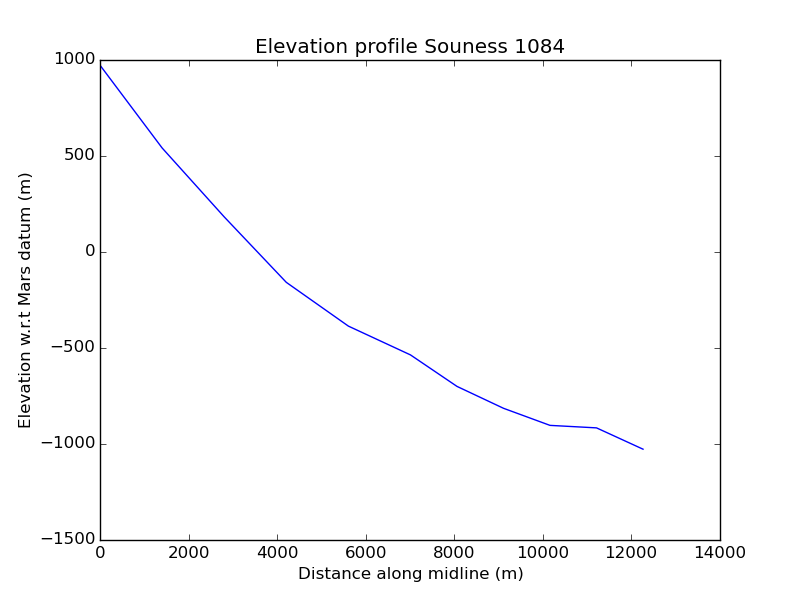 Elevation profile Souness 1084
1000
500
0
−500
−1000
−1500
Elevation w.r.t Mars datum (m)
0 2000 4000 6000 8000 10000 12000 14000
Distance along midline (m)